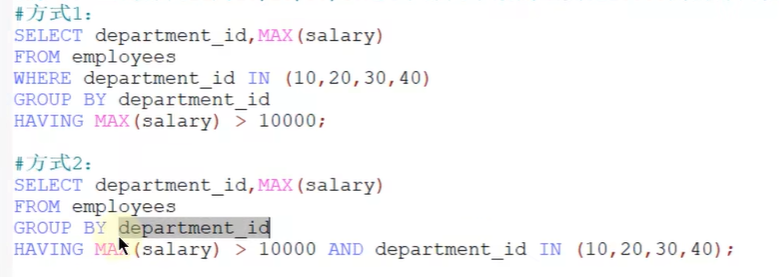 #方式1：
SELECT department_id,MAX(salary)
FROM employees
WHERE department_id IN (10,20,30,40)
GROUP BY department_id
HAVING MAX(salary) > 10000;
#方式2：
SELECT department_id,MAX(salary)
FROM employees
GROUP BY department_id
HAVING MAX(salary) > 10000 AND department_id IN (10,20,30,40);